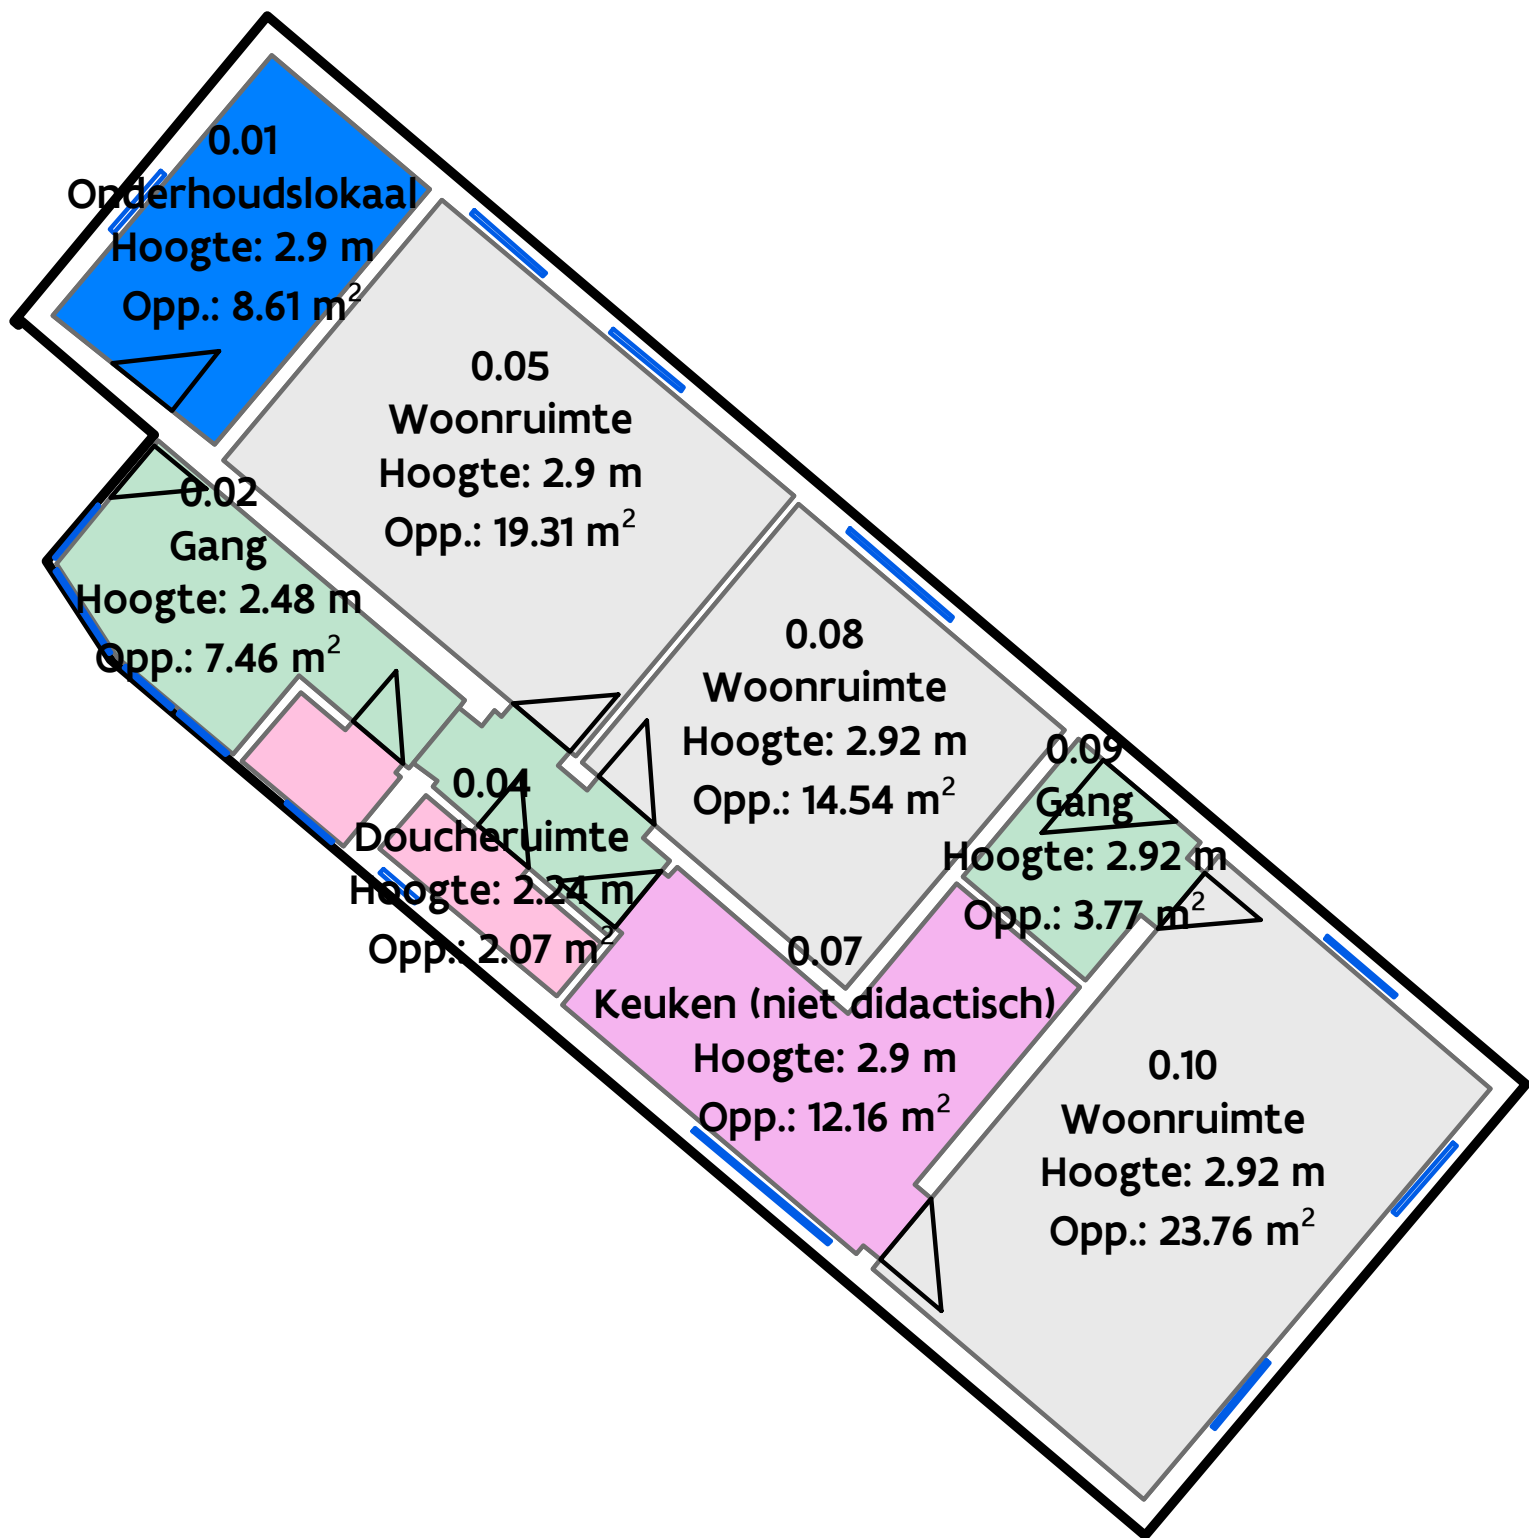 0.01
Onderhoudslokaal
Hoogte: 2.9 m
Opp.: 8.61 m²
0.05
Woonruimte
Hoogte: 2.9 m
Opp.: 19.31 m²
0.02
Gang
Hoogte: 2.48 m
Opp.: 7.46 m²
0.08
Woonruimte
Hoogte: 2.92 m
Opp.: 14.54 m²
0.09
Gang
Hoogte: 2.92 m
Opp.: 3.77 m²
0.04
Doucheruimte
Hoogte: 2.24 m
Opp.: 2.07 m²
0.07
Keuken (niet didactisch)
Hoogte: 2.9 m
Opp.: 12.16 m²
0.10
Woonruimte
Hoogte: 2.92 m
Opp.: 23.76 m²